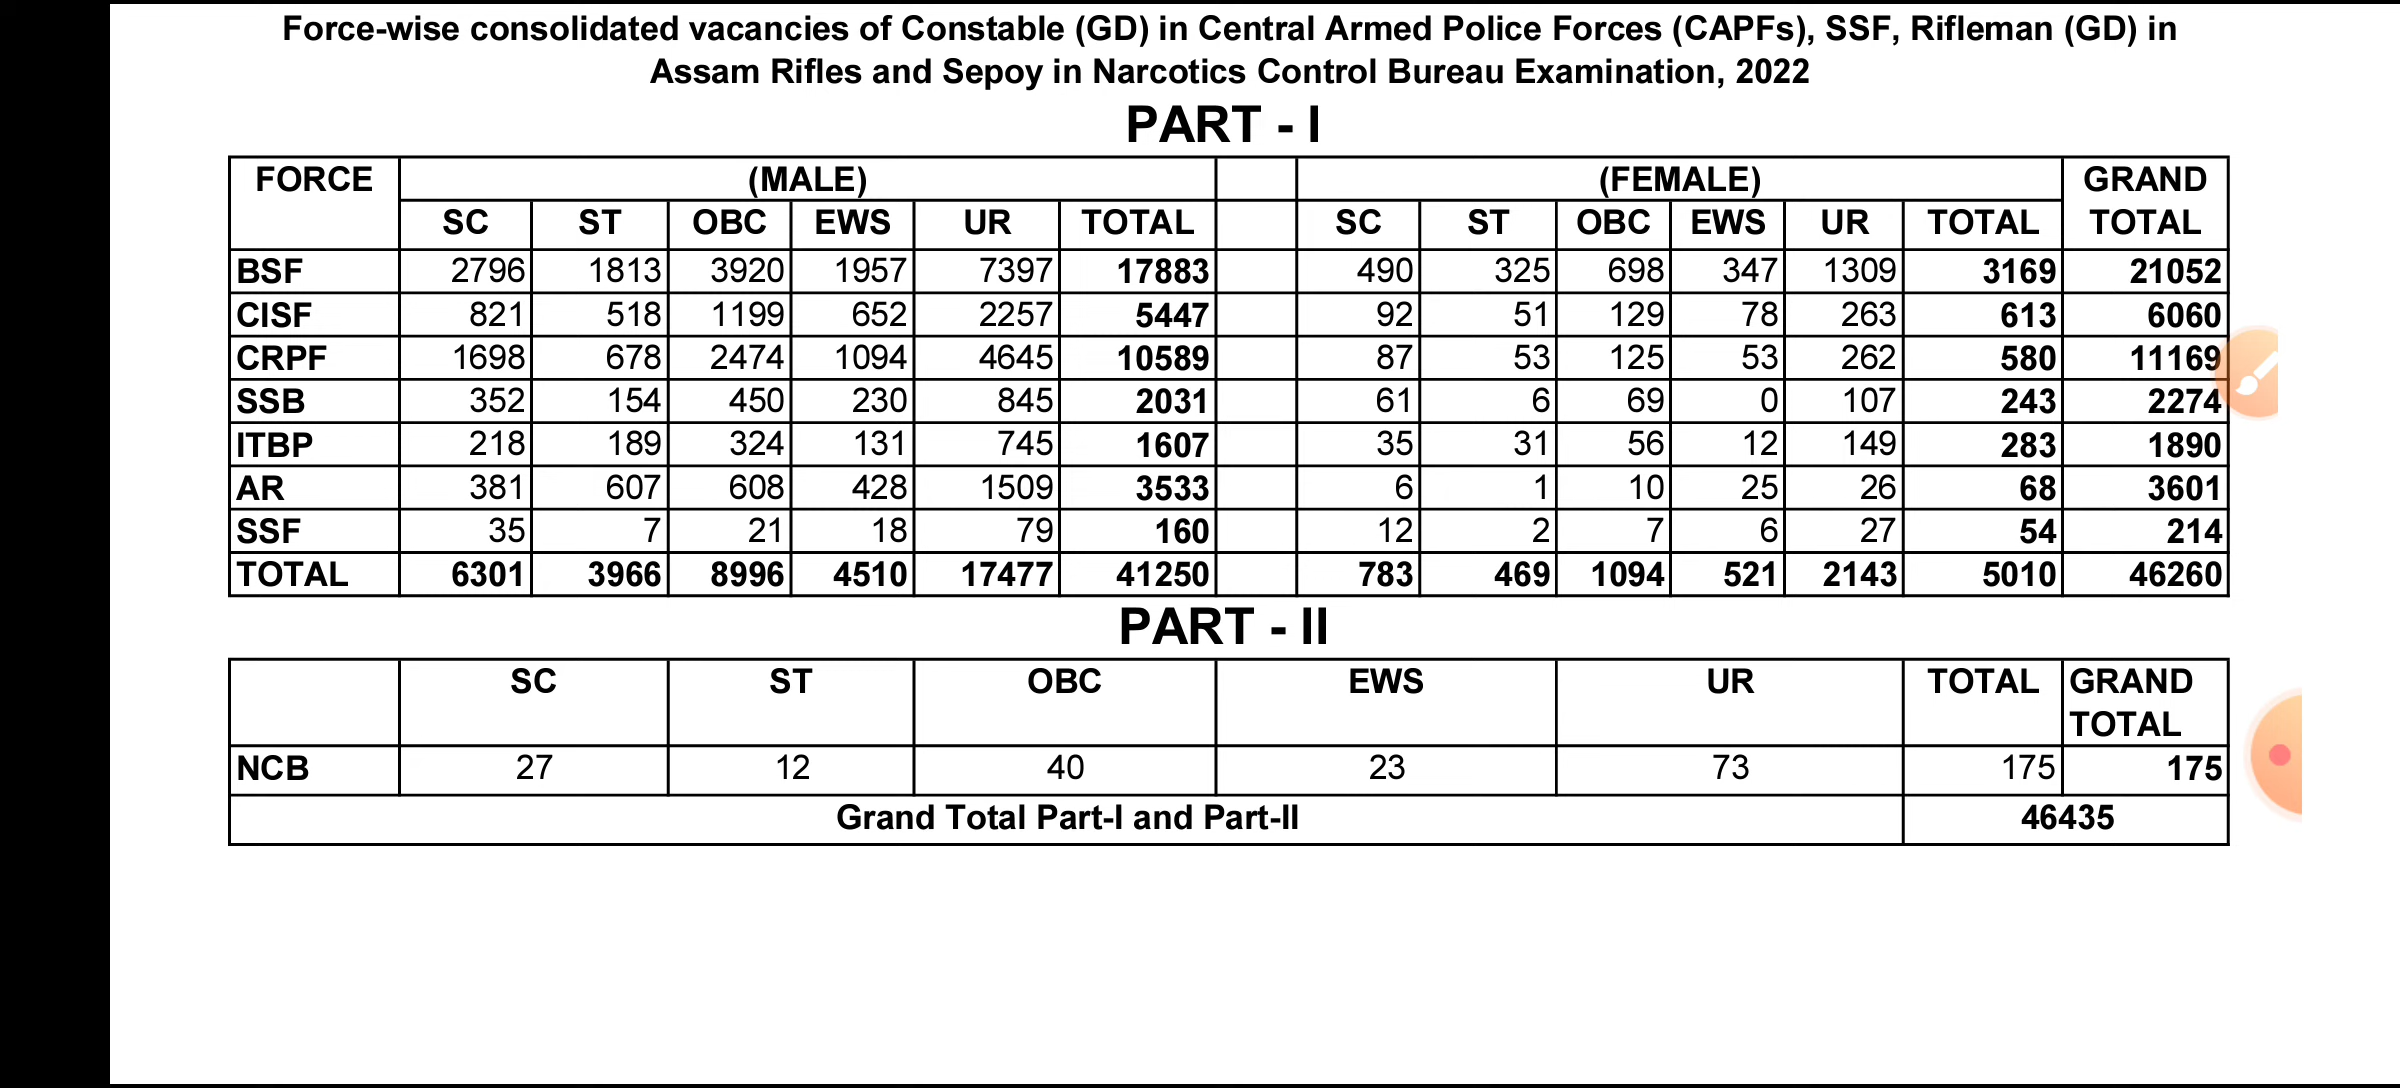 Force-wise consolidated vacancies of Constable (GD) in Central Armed Police Forces (CAPFs), SSF, Rifleman (GD) in
Assam Rifles and Sepoy in Narcotics Control Bureau Examination, 2022
PART - I
FORCE (MALE) (FEMALE) GRAND
SC ST OBC EWS UR TOTAL SC ST OBC EWS UR TOTAL TOTAL
BSF 2796 1813 3920 1957 7397 17883 490 325 698 347 1309 3169 21052
CISF 821 518 1199 652 2257 5447 92 51 129 78 263 613 6060
CRPF 1698 678 2474 1094 4645 10589 87 53 125 53 262 580 11169
SSB 352 154 450 230 845 2031 61 6 69 0 107 243 2274
ITBP 218 189 324 131 745 1607 35 31 56 12 149 283 1890
AR 381 607 608 428 1509 3533 6 1 10 25 26 68 3601
SSF 35 7 21 18 79 160 12 2 7 6 27 54 214
TOTAL 6301 3966 8996 4510 17477 41250 783 469 1094 521 2143 5010 46260
PART - II
SC ST OBC EWS UR TOTAL GRAND
TOTAL
NCB 27 12 40 23 73 175 175
Grand Total Part-I and Part-II 46435